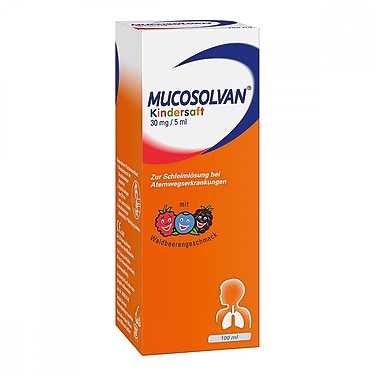 MUCOSOLVAN®
Kindersaft
30 mg / 5 ml
Zur Schleimlösung bei
Atemwegserkrankungen
mit
Waldbeerengeschmack
100 ml